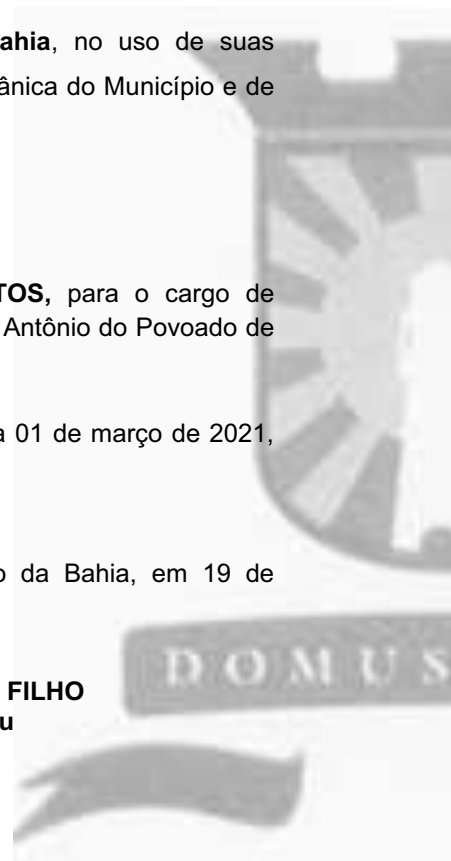 ahia, no uso de suas
ânica do Município e de
TOS, para o cargo de
Antônio do Povoado de
a 01 de março de 2021,
o da Bahia, em 19 de
FILHO
u
DOMUS